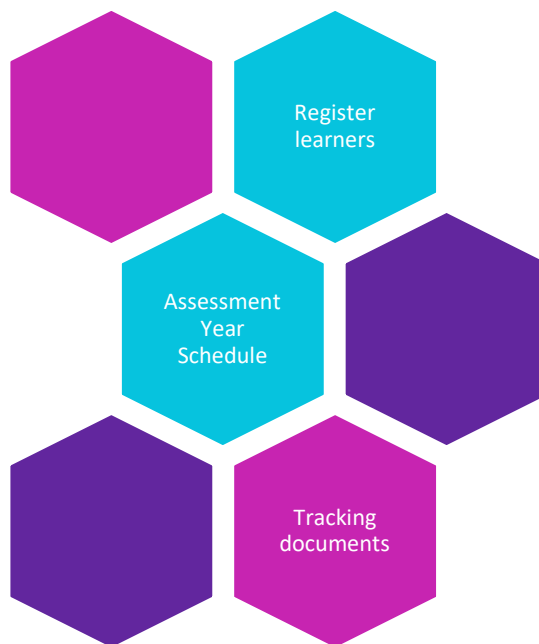 Register
learners
Assessment
Year
Schedule
Tracking
documents